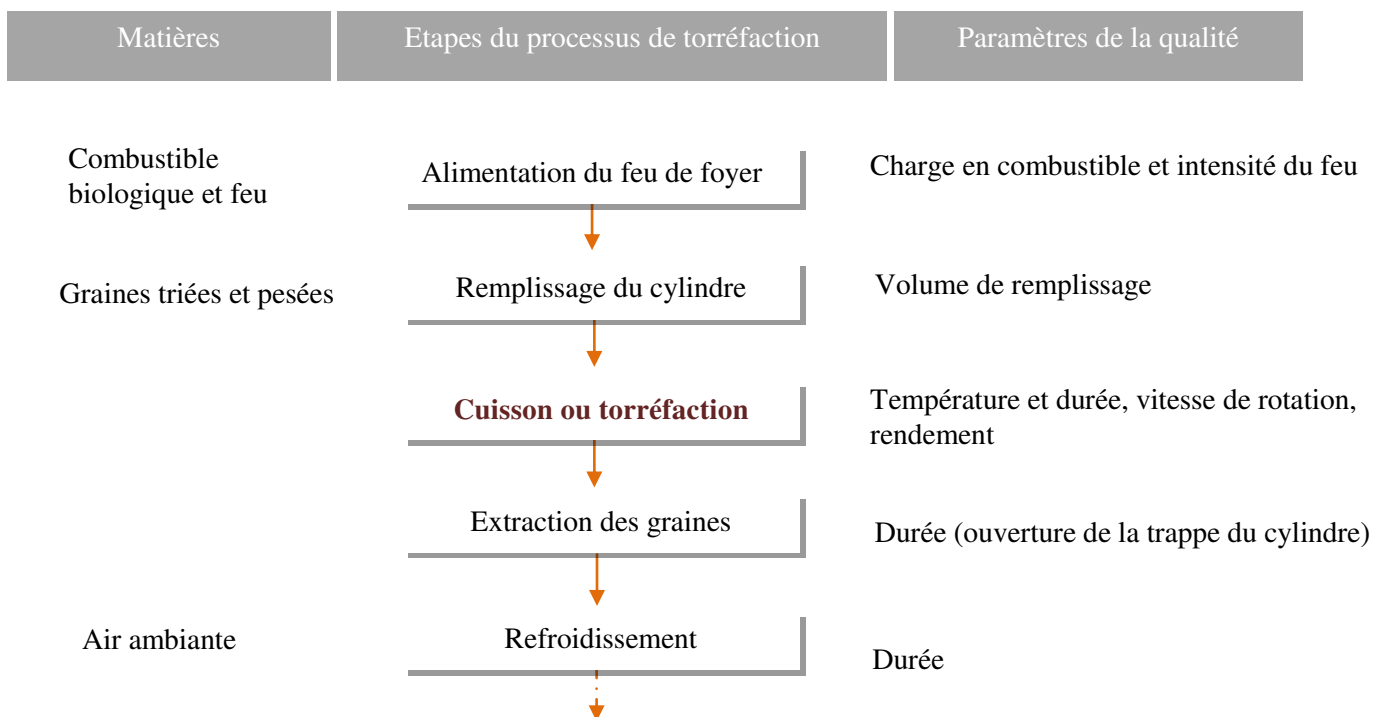 Matières
Etapes du processus de torréfaction
Paramètres de la qualité
Combustible
biologique et feu
Alimentation du feu de foyer
Charge en combustible et intensité du feu
Graines triées et pesées
Remplissage du cylindre
Volume de remplissage
Cuisson ou torréfaction
Température et durée, vitesse de rotation,
rendement
Extraction des graines
Durée (ouverture de la trappe du cylindre)
Air ambiante
Refroidissement
Durée